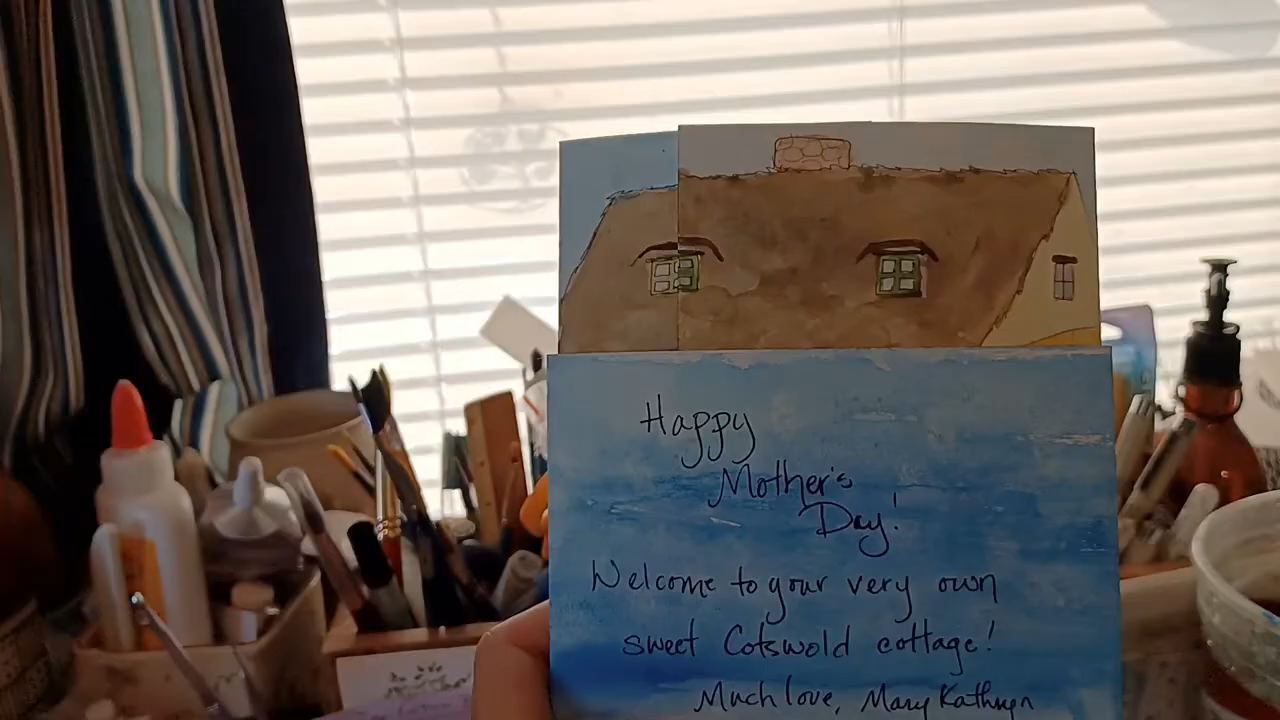 Happy
Mother's
Day!
Welcome to your very own
sweet Cotswold cottage!
Much love, Mary Kathryn